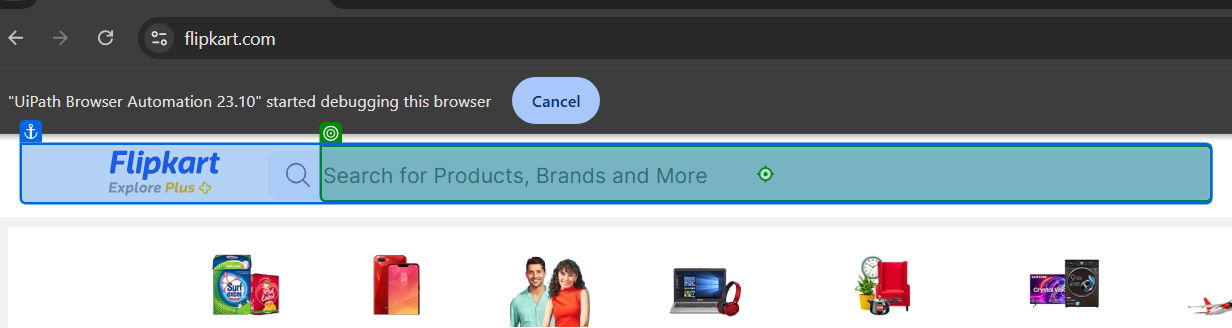 flipkart.com
"UiPath Browser Automation 23.10" started debugging this browser
Cancel
Flipkart
Explore Plus
Search for Products, Brands and More
Surf
excel
Red
Label
SAMSUNG
Crystal Vision